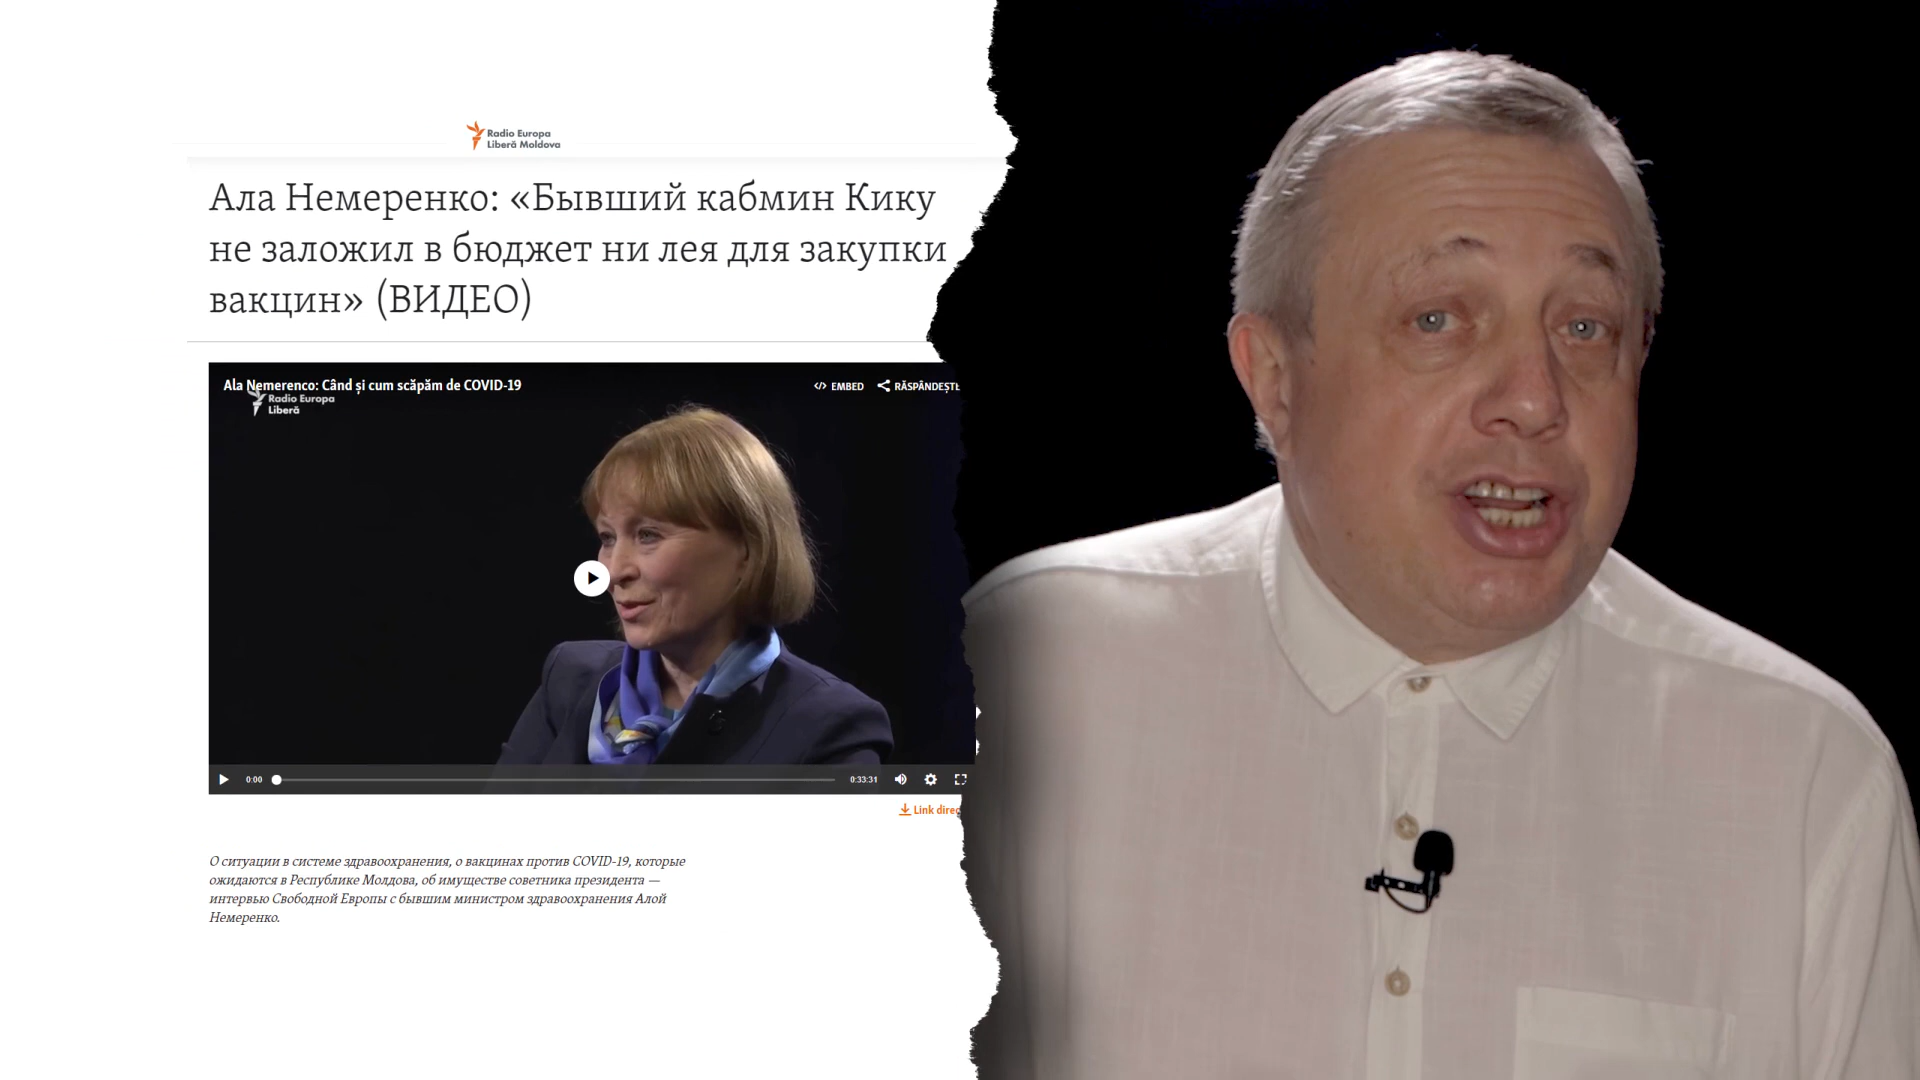 Radio Europa
Liberă Moldova
Ала Немеренко: «Бывший кабмин Кику
не заложил в бюджет ни лея для закупки
вакцин» (ВИДЕО)
Ala Nemerenco: Când și cum scăpăm de COVID-19
EMBED
Radio Europa
Liberă
0:00
0:33:31
Link
О ситуации в системе здравоохранения, о вакцинах против COVID-19, которые
ожидаются в Республике Молдова, об имуществе советника президента —
интервью Свободной Европы с бывшим министром здравоохранения Алой
Немеренко.